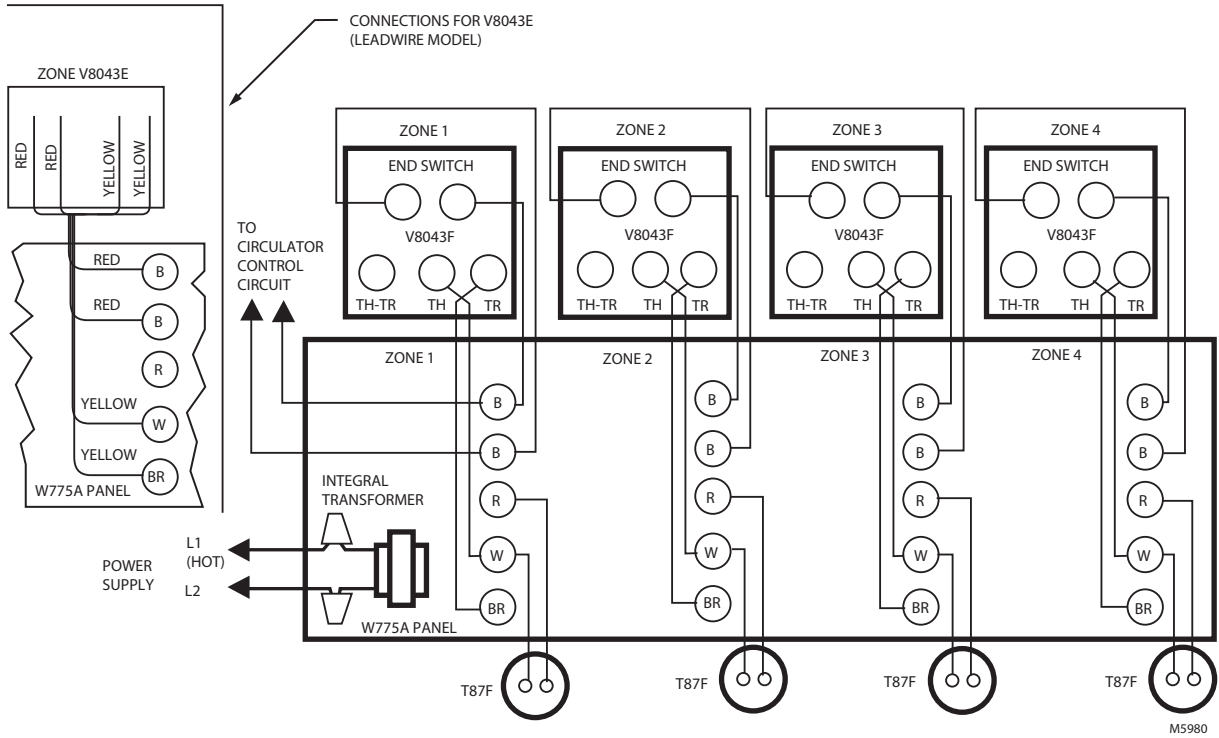 CONNECTIONS FOR V8043E
(LEADWIRE MODEL)
ZONE V8043E
RED
RED
YELLOW
YELLOW
RED
B
RED
B
R
YELLOW
W
YELLOW
BR
W775A PANEL
TO
CIRCULATOR
CONTROL
CIRCUIT
ZONE 1
END SWITCH
V8043F
TH-TR
TH
TR
ZONE 2
END SWITCH
V8043F
TH-TR
TH
TR
ZONE 3
END SWITCH
V8043F
TH-TR
TH
TR
ZONE 4
END SWITCH
V8043F
TH-TR
TH
TR
ZONE 1
B
B
R
W
BR
ZONE 2
B
B
R
W
BR
ZONE 3
B
B
R
W
BR
ZONE 4
B
B
R
W
BR
INTEGRAL
TRANSFORMER
L1
(HOT)
POWER
SUPPLY
L2
W775A PANEL
T87F
T87F
T87F
T87F
M5980